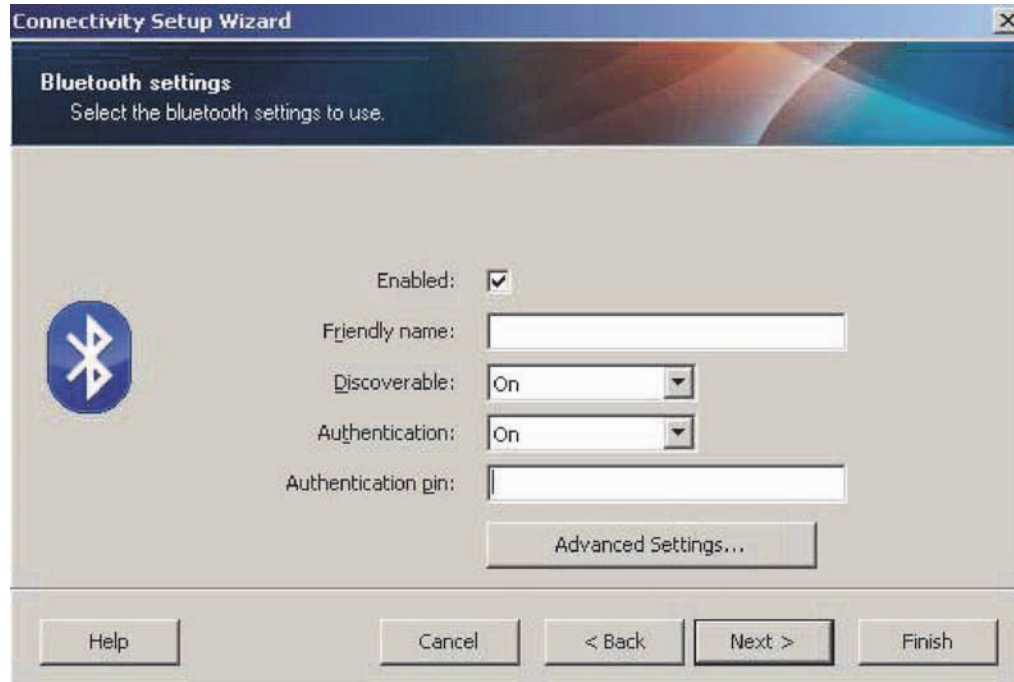 Connectivity Setup Wizard
Bluetooth settings
Select the bluetooth settings to use.
Enabled:
Friendly name:
Discoverable: On
Authentication: On
Authentication pin:
Advanced Settings...
Help Cancel < Back Next > Finish